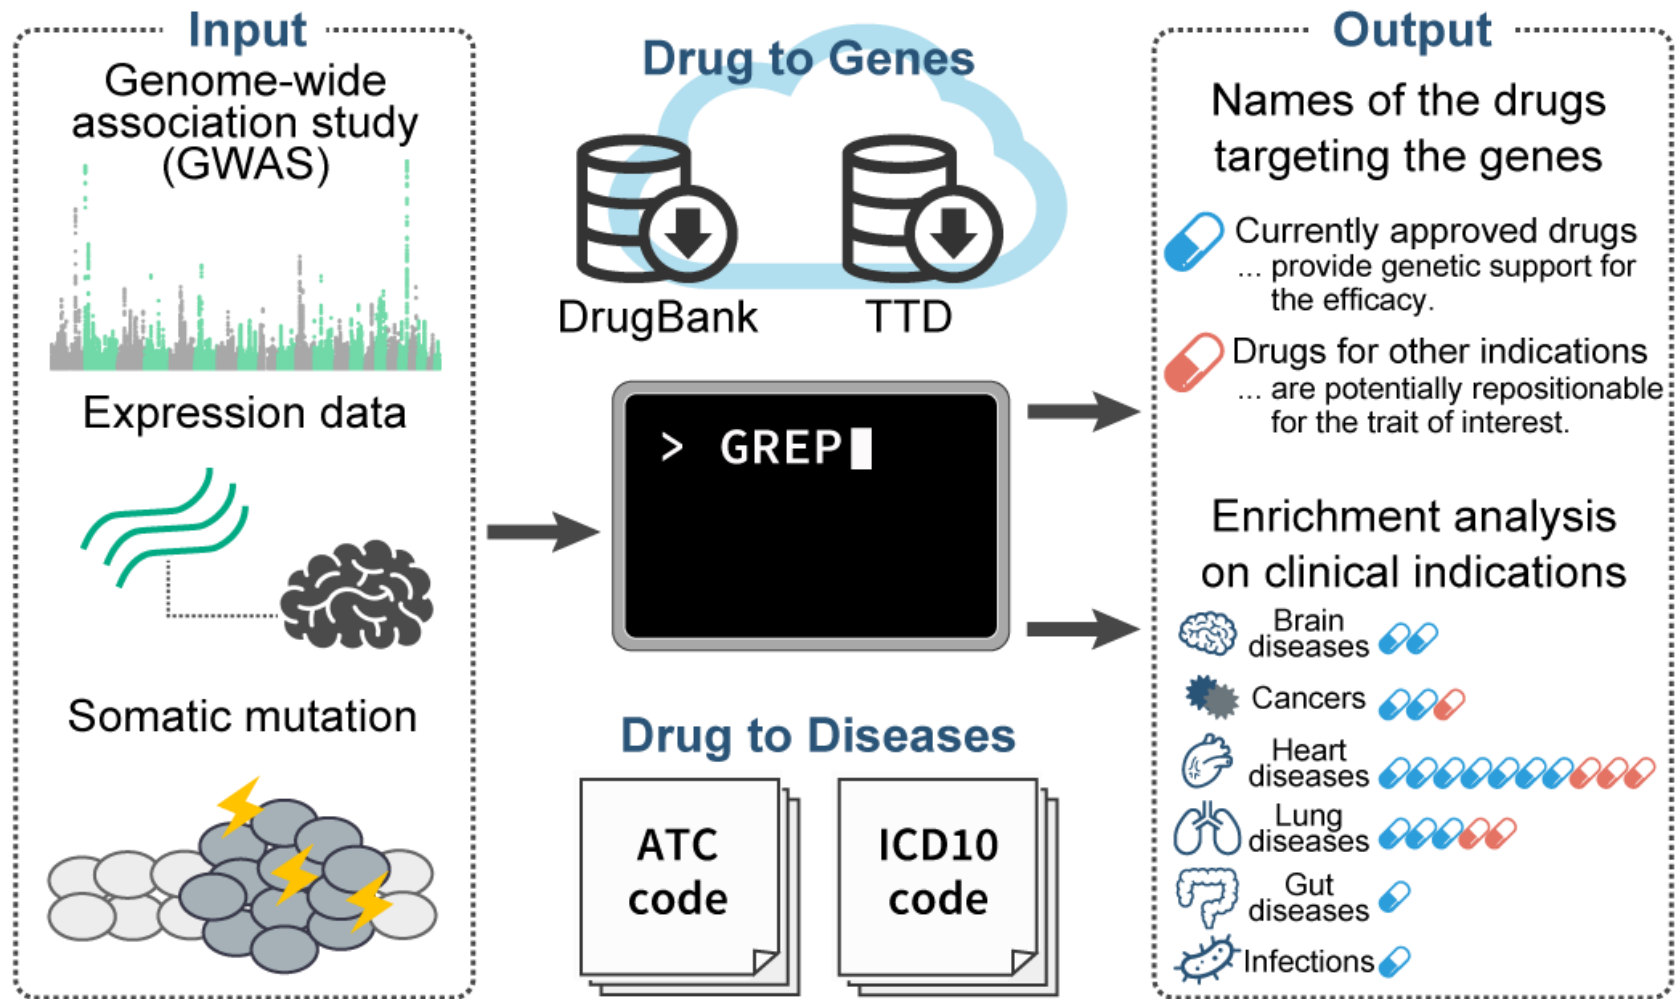 Input
Genome-wide
association study
(GWAS)
Expression data
Somatic mutation
Drug to Genes
DrugBank
TTD
> GREP
Drug to Diseases
ATC
code
ICD10
code
Output
Names of the drugs
targeting the genes
Currently approved drugs
... provide genetic support for
the efficacy.
Drugs for other indications
... are potentially repositionable
for the trait of interest.
Enrichment analysis
on clinical indications
Brain
diseases
Cancers
Heart
diseases
Lung
diseases
Gut
diseases
Infections